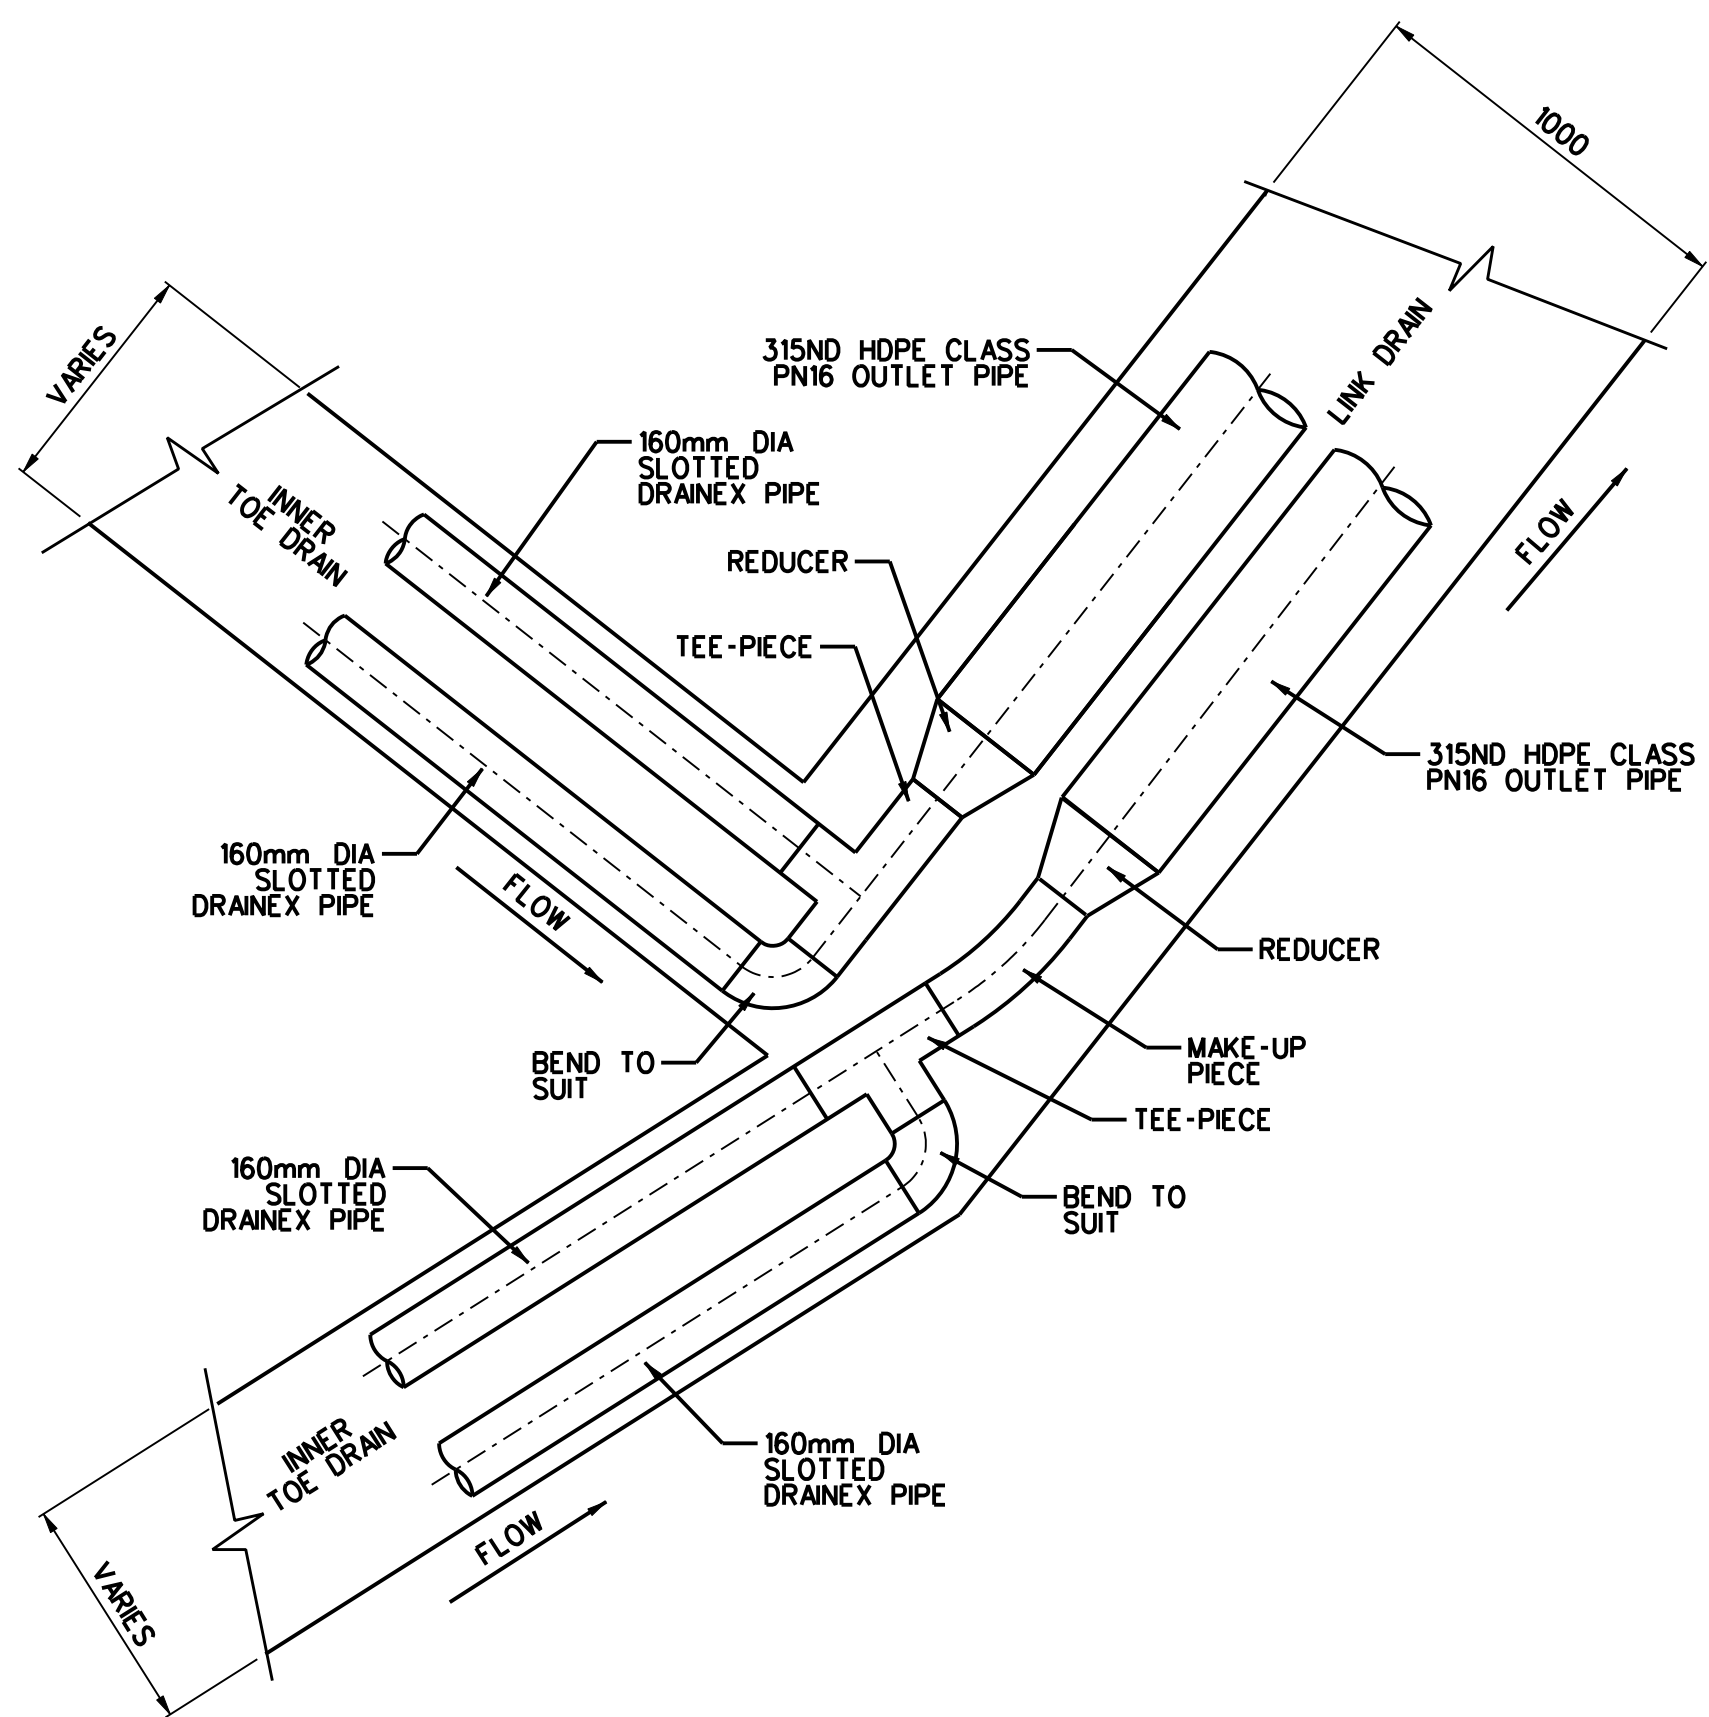 1000
VARIES
LINK DRAIN
315ND HDPE CLASS
PN16 OUTLET PIPE
160mm DIA
SLOTTED
DRAINEX PIPE
INNER
TOE DRAIN
FLOW
REDUCER
TEE-PIECE
315ND HDPE CLASS
PN16 OUTLET PIPE
160mm DIA
SLOTTED
DRAINEX PIPE
FLOW
REDUCER
BEND TO
SUIT
MAKE-UP
PIECE
TEE-PIECE
160mm DIA
SLOTTED
DRAINEX PIPE
BEND TO
SUIT
INNER
TOE DRAIN
160mm DIA
SLOTTED
DRAINEX PIPE
FLOW
VARIES